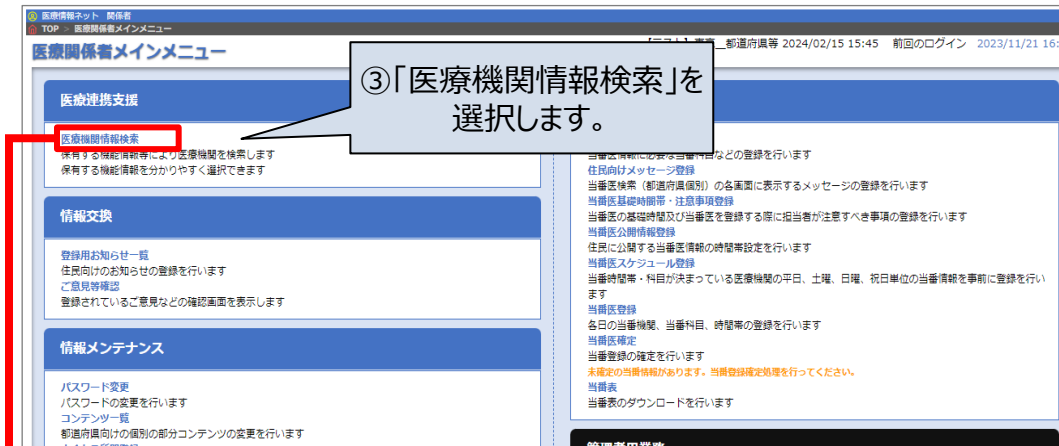 医療情報ネット 関係者
TOP > 医療関係者メインメニュー
医療関係者メインメニュー
都道府県等 2024/02/15 15:45 前回のログイン 2023/11/21 16:
③「医療機関情報検索」を
選択します。
医療連携支援
医療機関情報検索
保有する機能情報等により医療機関を検索します
保有する機能情報を分かりやすく選択できます
情報交換
登録用お知らせ一覧
住民向けのお知らせの登録を行います
ご意見等確認
登録されているご意見などの確認画面を表示します
情報メンテナンス
パスワード変更
パスワードの変更を行います
コンテンツ一覧
都道府県向けの個別の部分コンテンツの変更を行います
当番医情報に必要な当番科目などの登録を行います
住民向けメッセージ登録
当番医検索（都道府県個別）の各画面に表示するメッセージの登録を行います
当番医基礎時間帯・注意事項登録
当番医の基礎時間及び当番医を登録する際に担当者が注意すべき事項の登録を行います
当番医公開情報登録
住民に公開する当番医情報の時間帯設定を行います
当番医スケジュール登録
当番時間帯・科目が決まっている医療機関の平日、土曜、日曜、祝日単位の当番情報を事前に登録を行い
ます
当番医登録
各日の当番機関、当番科目、時間帯の登録を行います
当番医確定
当番登録の確定を行います
未確定の当番情報があります。当番登録確定処理を行ってください。
当番表
当番表のダウンロードを行います
管理者用業務